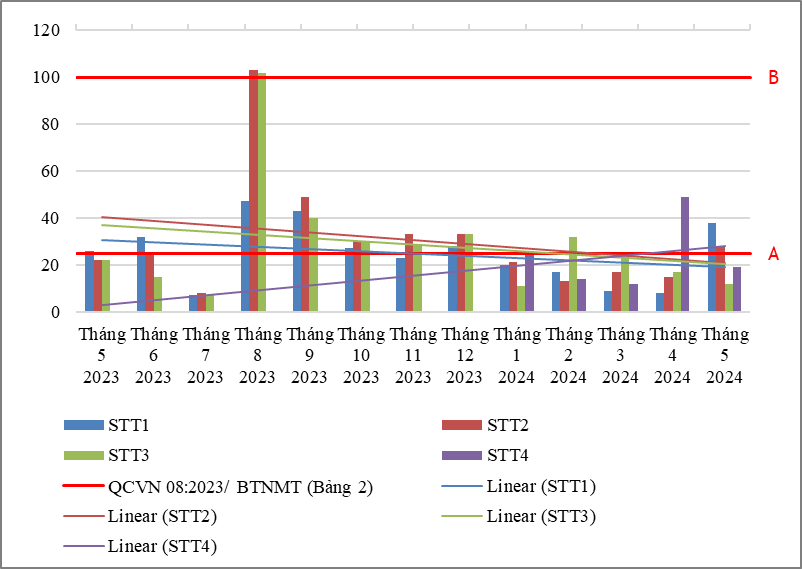 120
100
B
80
60
40
A
20
0
Tháng Tháng Tháng Tháng Tháng Tháng Tháng Tháng Tháng Tháng Tháng Tháng Tháng
5 6 7 8 9 10 11 12 1 2 3 4 5
2023 2023 2023 2023 2023 2023 2023 2023 2024 2024 2024 2024 2024
STT1 STT2
STT3 STT4
QCVN 08:2023/ BTNMT (Bảng 2) Linear (STT1)
Linear (STT2) Linear (STT3)
Linear (STT4)